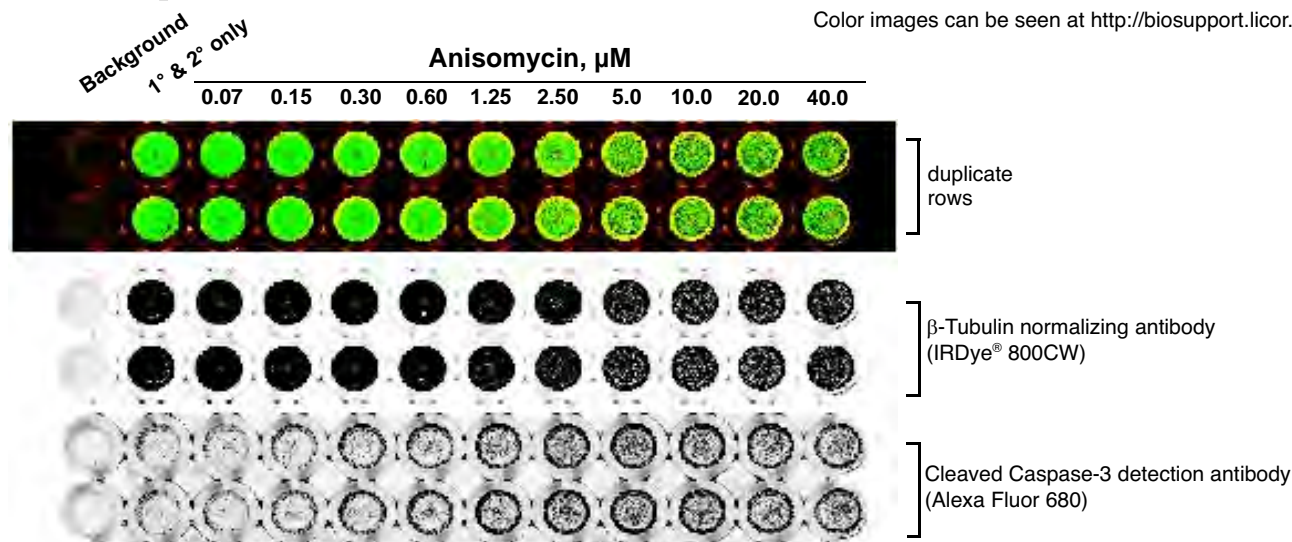 Color images can be seen at http://biosupport.licor.
Background
1° & 2° only
Anisomycin, µM
0.07 0.15 0.30 0.60 1.25 2.50 5.0 10.0 20.0 40.0
duplicate
rows
β-Tubulin normalizing antibody
(IRDye® 800CW)
Cleaved Caspase-3 detection antibody
(Alexa Fluor 680)